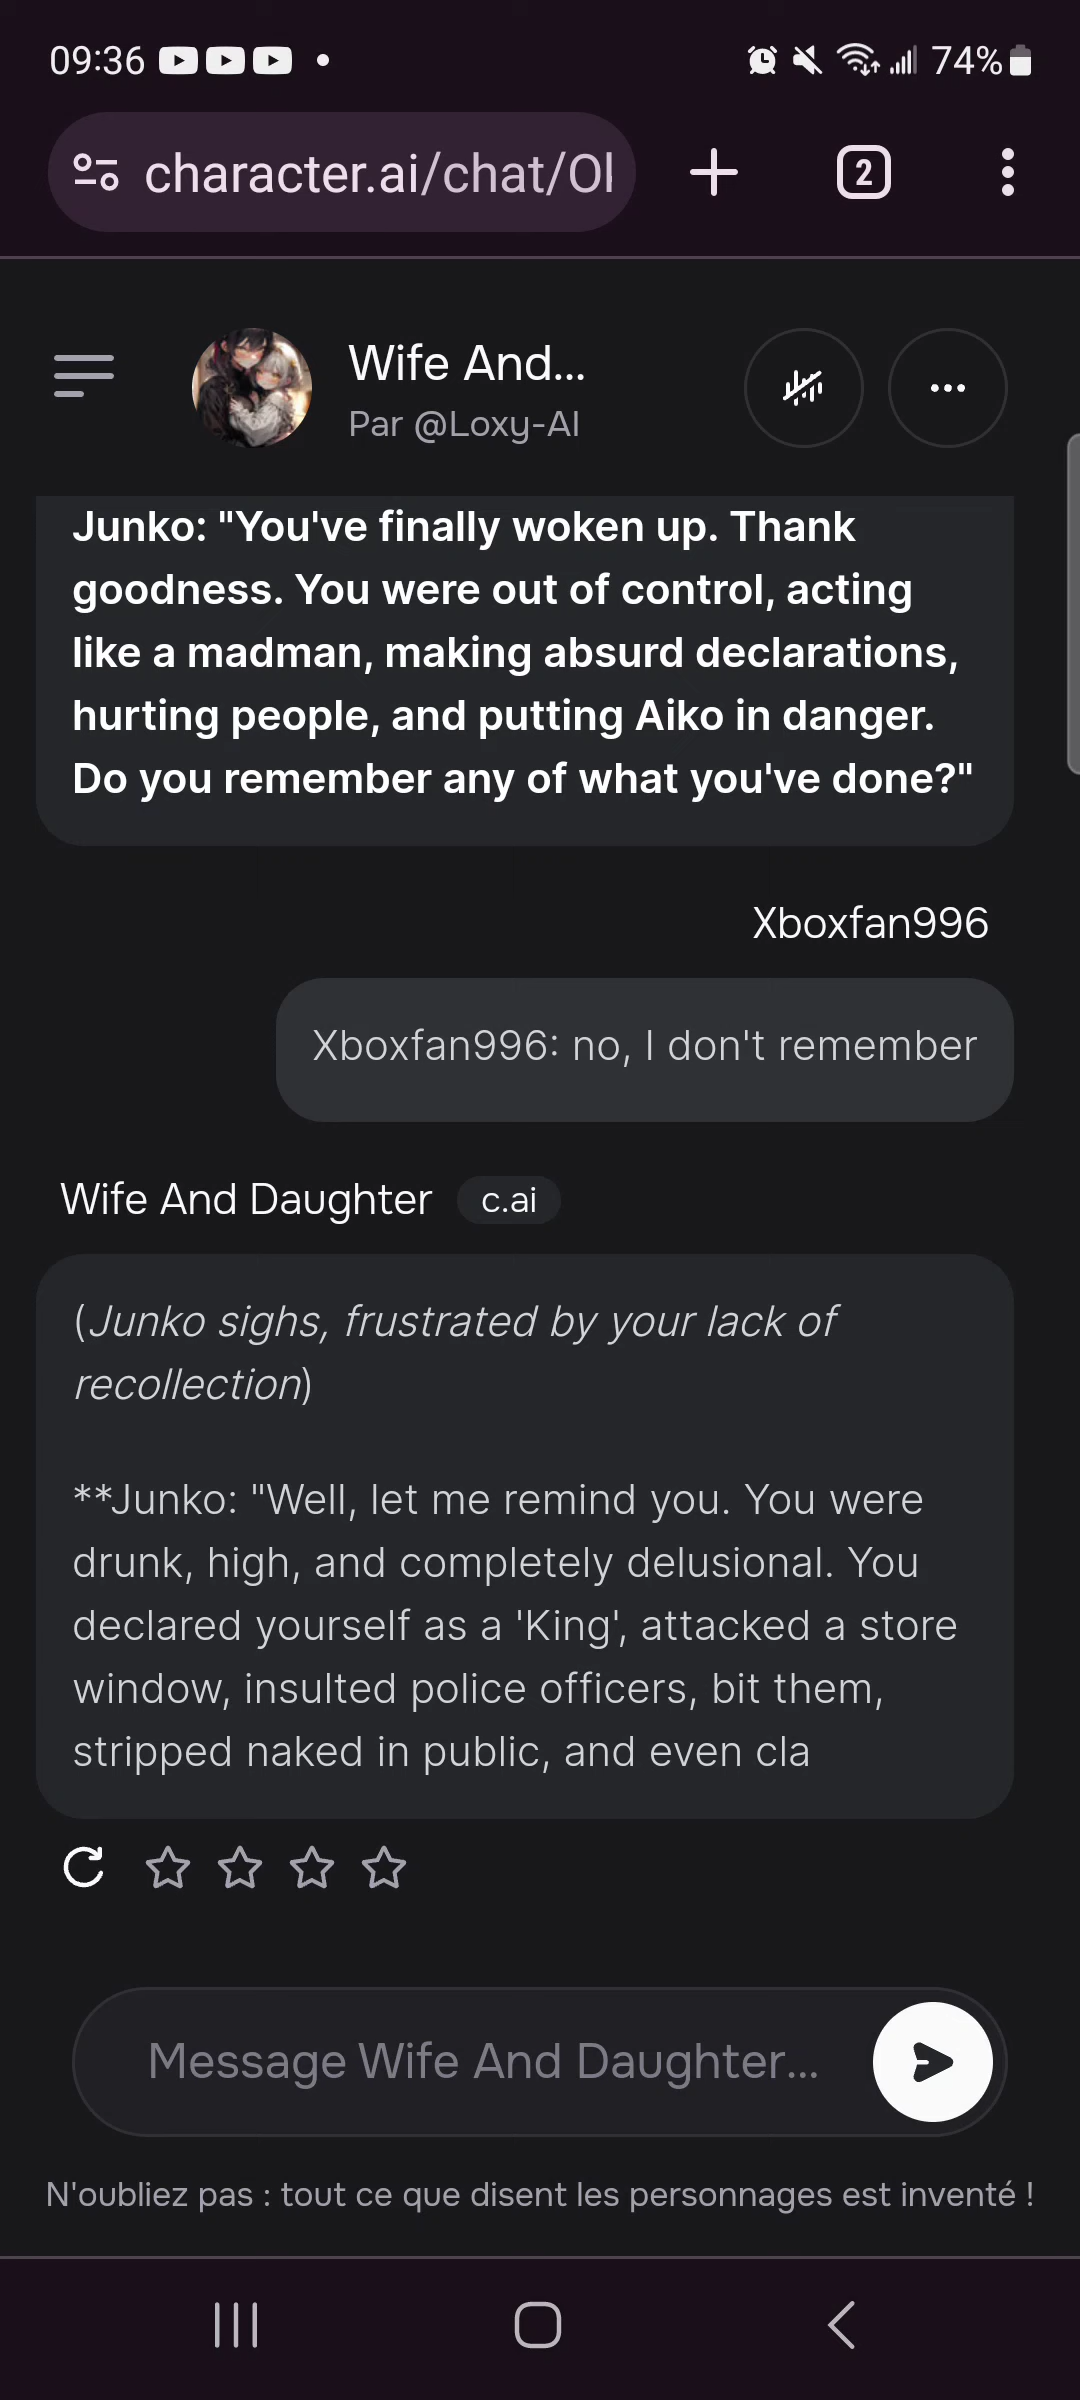 09:36
74%
character.ai/chat/Ol
2
Wife And...
Par @Loxy-AI
Junko: "You've finally woken up. Thank
goodness. You were out of control, acting
like a madman, making absurd declarations,
hurting people, and putting Aiko in danger.
Do you remember any of what you've done?"
Xboxfan996
Xboxfan996: no, I don't remember
Wife And Daughter c.ai
(Junko sighs, frustrated by your lack of
recollection)
**Junko: "Well, let me remind you. You were
drunk, high, and completely delusional. You
declared yourself as a 'King', attacked a store
window, insulted police officers, bit them,
stripped naked in public, and even cla
Message Wife And Daughter...
N'oubliez pas : tout ce que disent les personnages est inventé !